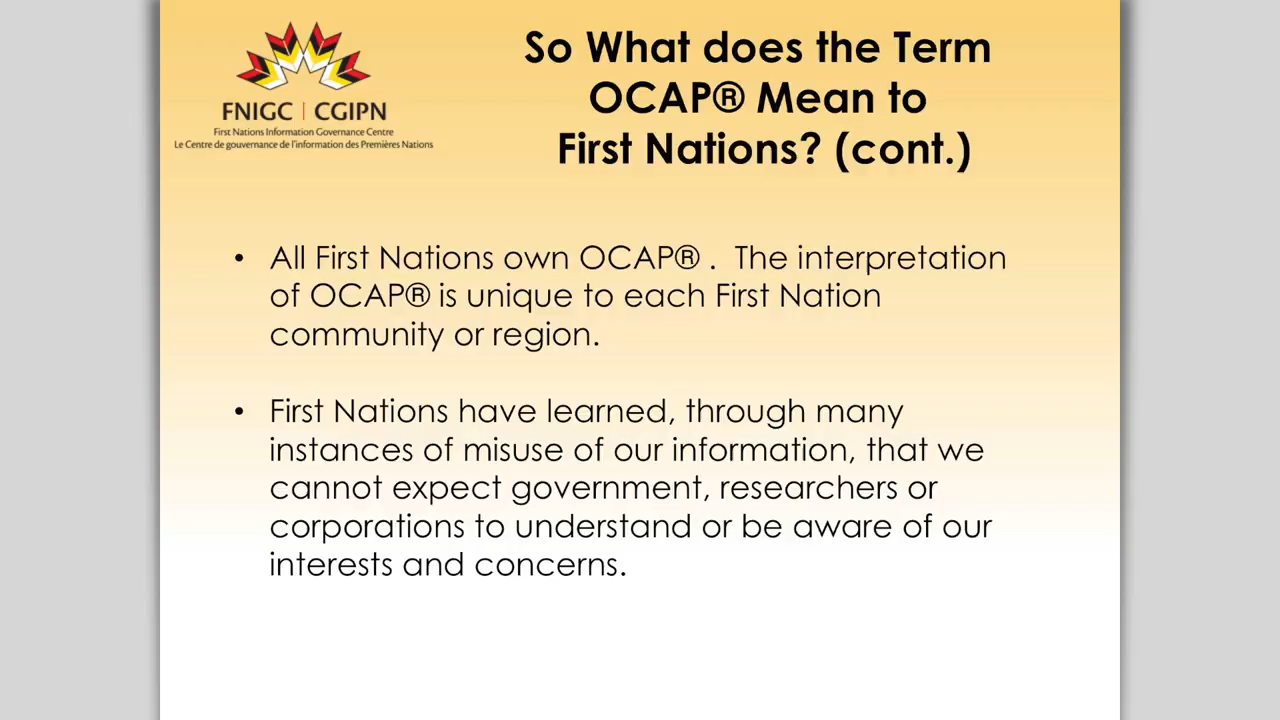 FNIGC | CGIPN
First Nations Information Governance Centre
Le Centre de gouvernance de l'information des Premières Nations
So What does the Term
OCAP® Mean to
First Nations? (cont.)
• All First Nations own OCAP® . The interpretation
of OCAP® is unique to each First Nation
community or region.
• First Nations have learned, through many
instances of misuse of our information, that we
cannot expect government, researchers or
corporations to understand or be aware of our
interests and concerns.